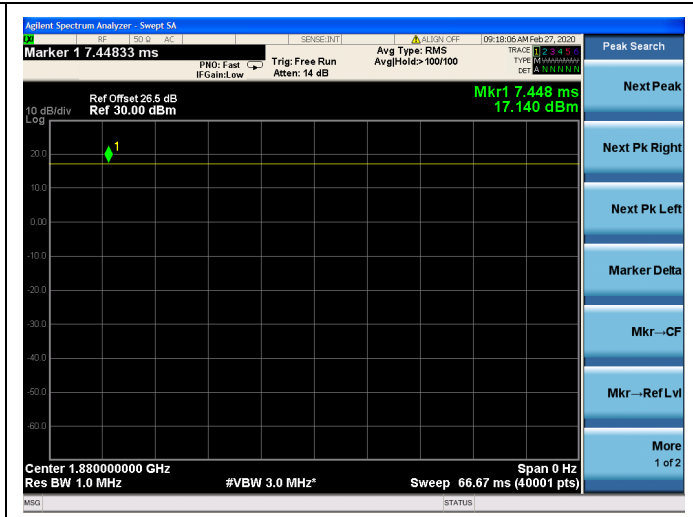 Agilent Spectrum Analyzer - Swept SA
LXI RF 50 Ω AC SENSE:INT ALIGN OFF 09:18:06 AM Feb 27, 2020
Marker 1 7.44833 ms
PNO: Fast
IFGain:Low
Trig: Free Run
Atten: 14 dB
Avg Type: RMS
Avg|Hold>100/100
TRACE 1 2 3 4 5 6
TYPE MWWWWW
DET A N N N N N
Peak Search
Mkr1 7.448 ms
17.140 dBm
Ref Offset 26.5 dB
10 dB/div Ref 30.00 dBm
Log
1
20.0
10.0
0.00
-10.0
-20.0
-30.0
-40.0
-50.0
-60.0
Center 1.880000000 GHz Span 0 Hz
Res BW 1.0 MHz #VBW 3.0 MHz* Sweep 66.67 ms (40001 pts)
MSG STATUS
Next Peak
Next Pk Right
Next Pk Left
Marker Delta
Mkr→CF
Mkr→Ref Lvl
More
1 of 2